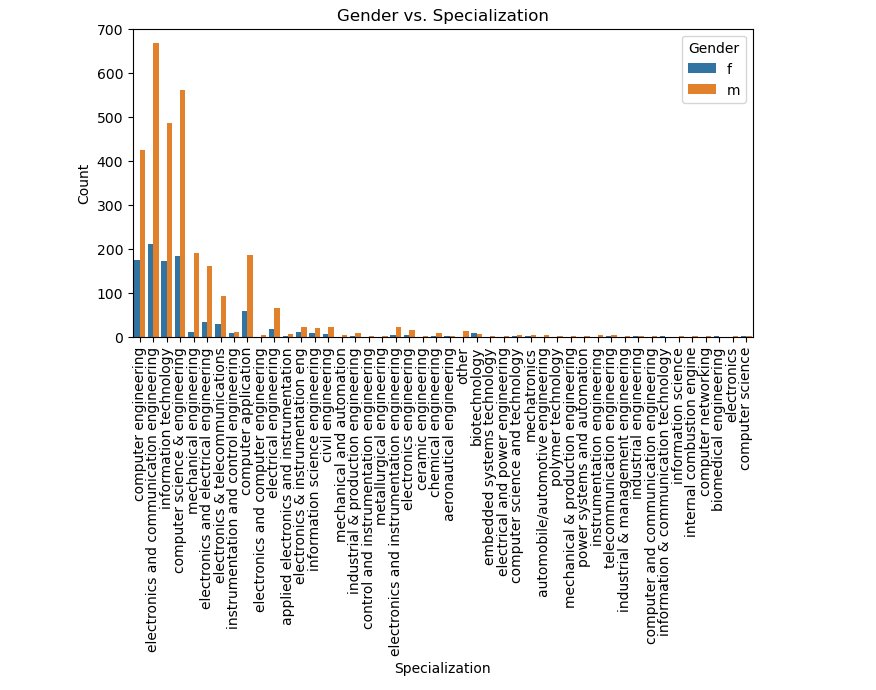 Gender vs. Specialization
700
600
500
400
300
200
100
0
Count
Gender
f
m
computer engineering
electronics and communication engineering
information technology
computer science & engineering
mechanical engineering
electronics and electrical engineering
electronics & telecommunications
instrumentation and control engineering
computer application
electronics and computer engineering
electrical engineering
applied electronics and instrumentation
electronics & instrumentation eng
information science engineering
civil engineering
mechanical and automation
industrial & production engineering
control and instrumentation engineering
metallurgical engineering
electronics and instrumentation engineering
electronics engineering
ceramic engineering
chemical engineering
aeronautical engineering
other
biotechnology
embedded systems technology
electrical and power engineering
computer science and technology
mechatronics
automobile/automotive engineering
polymer technology
mechanical & production engineering
power systems and automation
instrumentation engineering
telecommunication engineering
industrial & management engineering
industrial engineering
computer and communication engineering
information & communication technology
information science
internal combustion engine
computer networking
biomedical engineering
electronics
computer science
Specialization